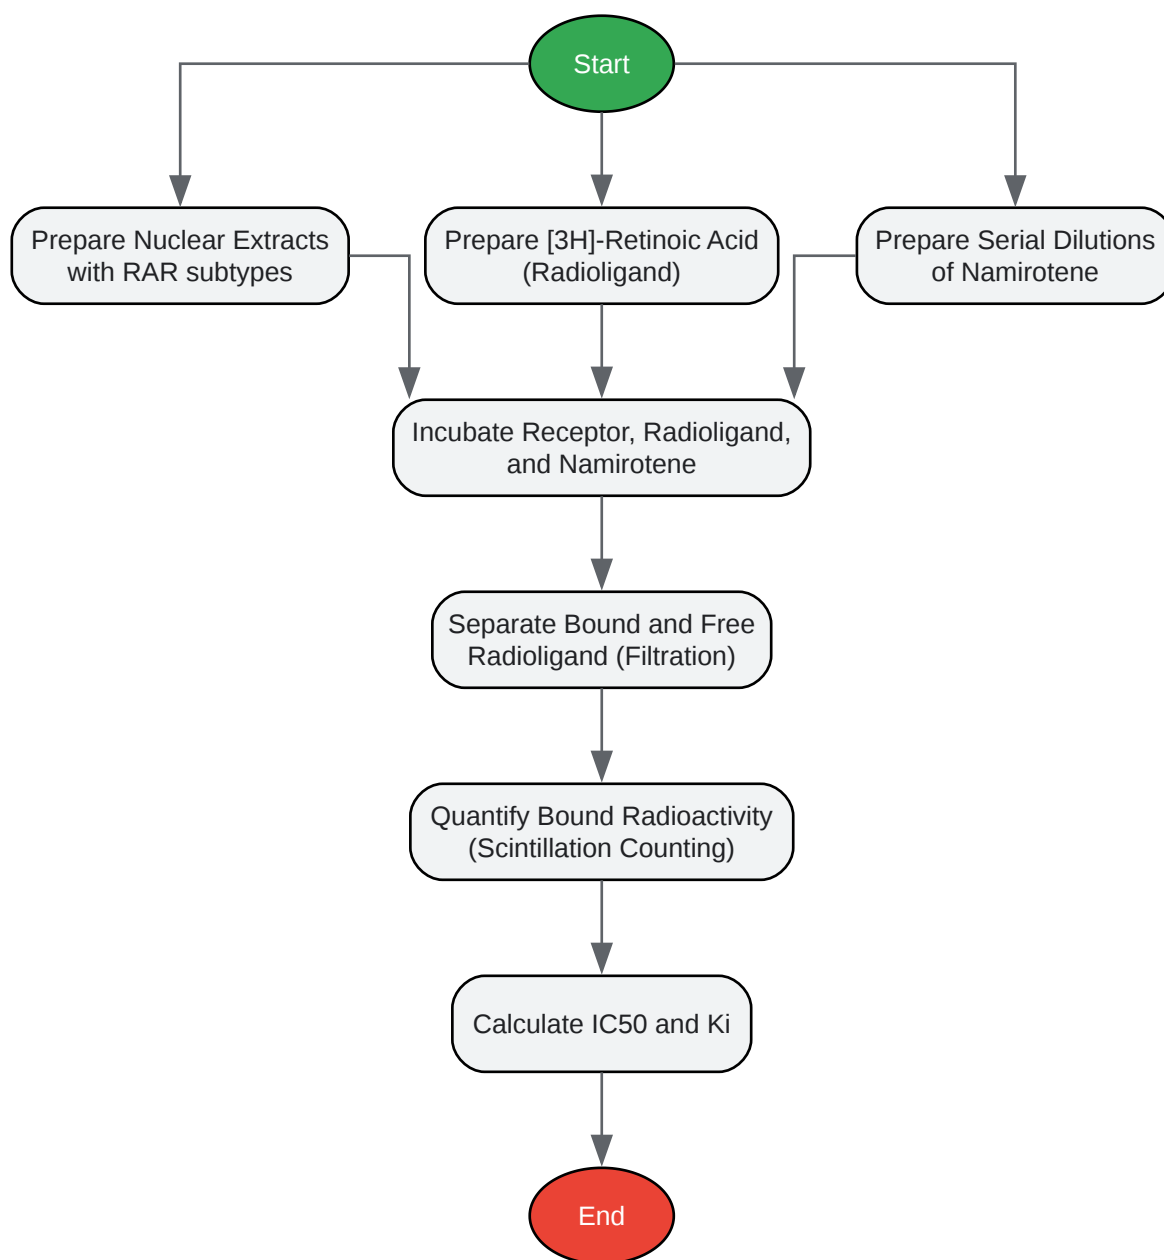 Start
Prepare Nuclear Extracts
with RAR subtypes
Prepare [3H]-Retinoic Acid
(Radioligand)
Prepare Serial Dilutions
of Namirotene
Incubate Receptor, Radioligand,
and Namirotene
Separate Bound and Free
Radioligand (Filtration)
Quantify Bound Radioactivity
(Scintillation Counting)
Calculate IC50 and Ki
End